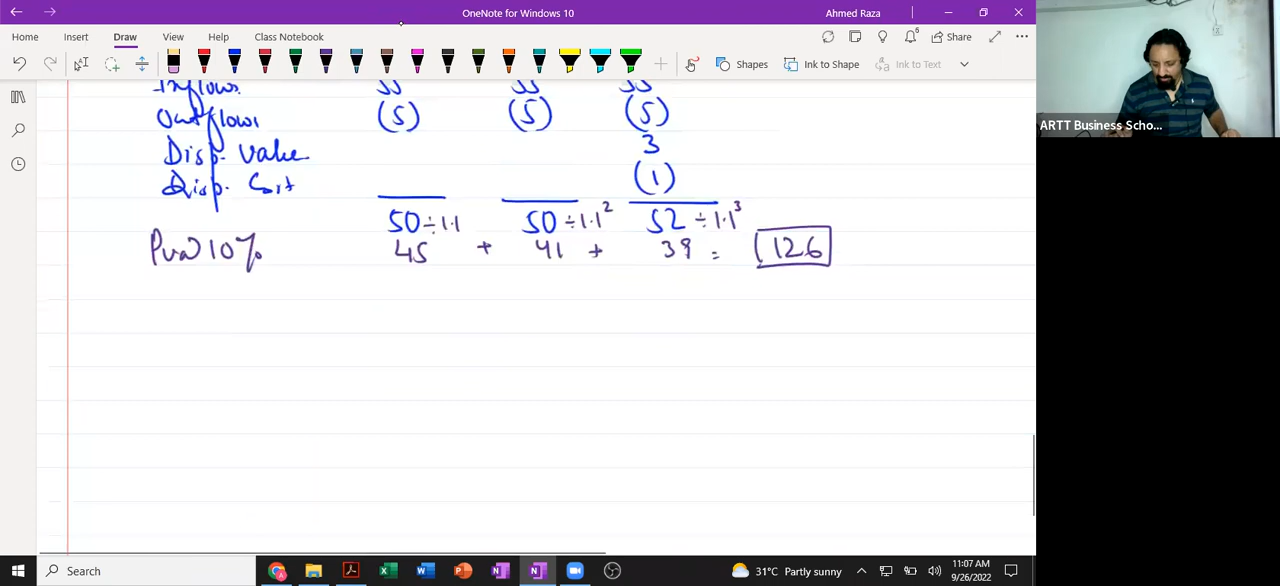 OneNote for Windows 10
Ahmed Raza
Home Insert Draw View Help Class Notebook
6 Share
Shapes Ink to Shape Ink to Text
Inflows 55 55 55
Outflows (5) (5) (5)
Disp. Value 3
Disp. Cost (1)
50 ÷ 1.1 50 ÷ 1.1² 52 ÷ 1.1³
Pv@10% 45 + 41 + 39 = 126
ARTT Business Scho...
Search
31°C Partly sunny
11:07 AM
9/26/2022